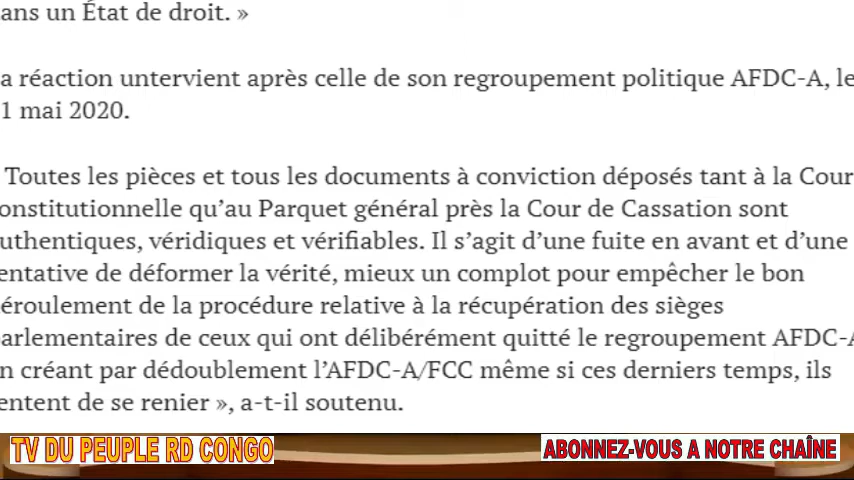 ans un État de droit. »
a réaction untervient après celle de son regroupement politique AFDC-A, le
1 mai 2020.
Toutes les pièces et tous les documents à conviction déposés tant à la Cour
onstitutionnelle qu’au Parquet général près la Cour de Cassation sont
uthentiques, véridiques et vérifiables. Il s’agit d’une fuite en avant et d’une
entative de déformer la vérité, mieux un complot pour empêcher le bon
éroulement de la procédure relative à la récupération des sièges
arlementaires de ceux qui ont délibérément quitté le regroupement AFDC-A
n créant par dédoublement l’AFDC-A/FCC même si ces derniers temps, ils
entent de se renier », a-t-il soutenu.
TV DU PEUPLE RD CONGO
ABONNEZ-VOUS A NOTRE CHAÎNE